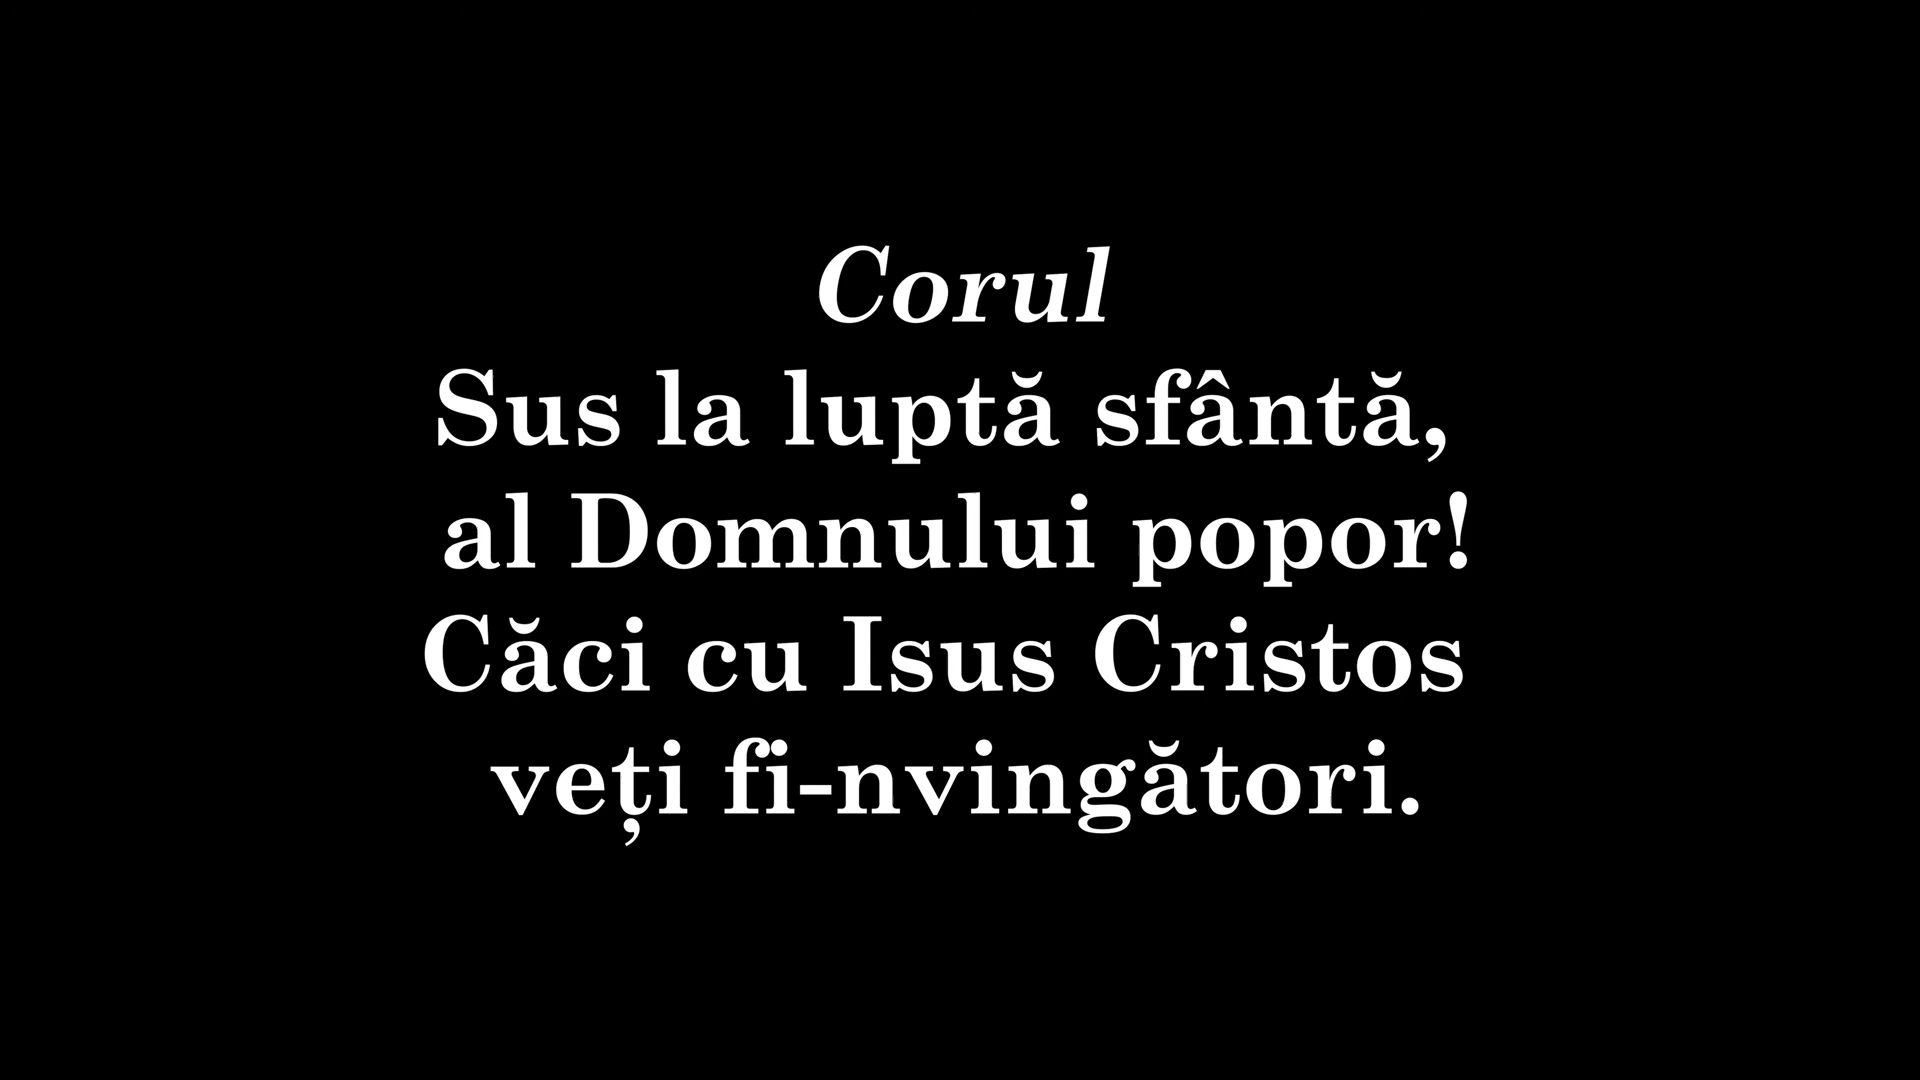 Corul
Sus la luptă sfântă,
al Domnului popor!
Căci cu Isus Cristos
veți fi-nvingători.